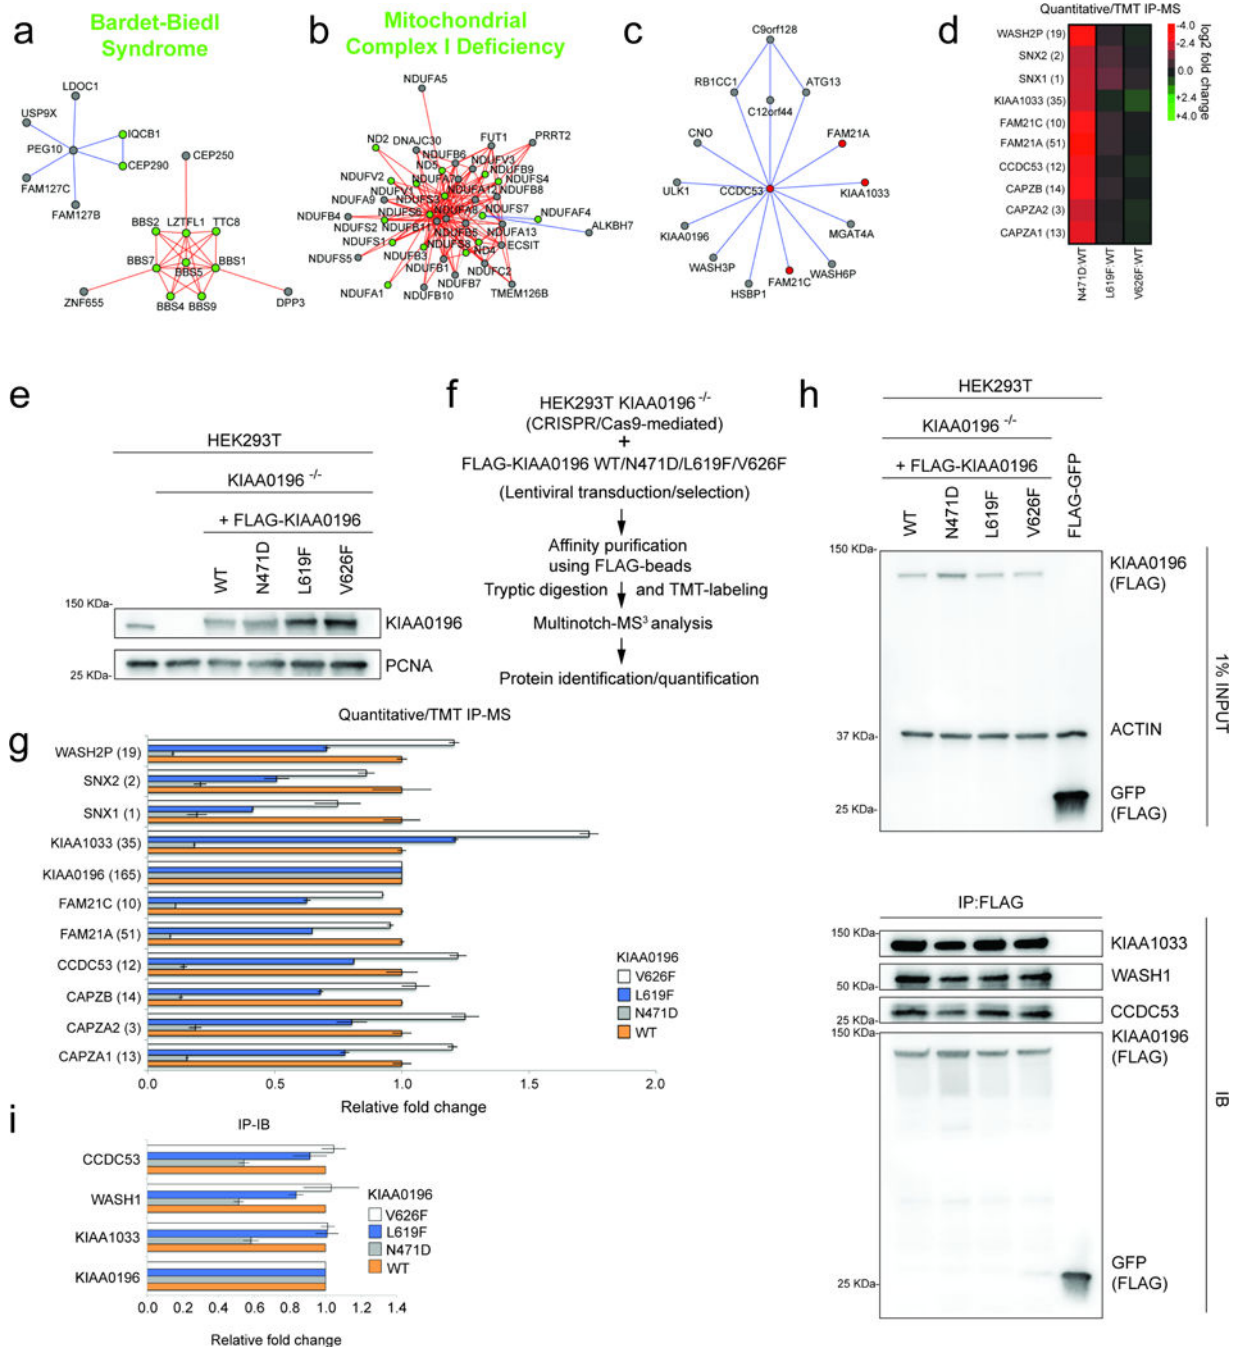 a
Bardet-Biedl
Syndrome
LDOC1
USP9X
IQCB1
PEG10
CEP290
CEP250
FAM127C
FAM127B
BBS2
LZTFL1
TTC8
BBS7
BBS5
BBS1
ZNF655
BBS4
BBS9
DPP3
b
Mitochondrial
Complex I Deficiency
NDUFA5
ND2
DNAJC30
FUT1
PRRT2
NDUFB6
NDUFV3
ND5
NDUFB9
NDUFV2
NDUFA7
NDUFS4
NDUFV1
NDUFA12
NDUFB8
NDUFA9
NDUFS3
NDUFB4
NDUFS6
NDUFA8
NDUFS7
NDUFAF4
NDUFS2
NDUFB11
NDUFB5
NDUFA13
ALKBH7
NDUFS1
NDUFS8
ND4
ECSIT
NDUFS5
NDUFB3
NDUFB1
NDUFC2
NDUFA1
NDUFB7
NDUFB10
TMEM126B
c
C9orf128
RB1CC1
ATG13
C12orf44
CNO
FAM21A
CCDC53
ULK1
KIAA1033
KIAA0196
MGAT4A
WASH3P
WASH6P
HSBP1
FAM21C
d
Quantitative/TMT IP-MS
WASH2P (19)
SNX2 (2)
SNX1 (1)
KIAA1033 (35)
FAM21C (10)
FAM21A (51)
CCDC53 (12)
CAPZB (14)
CAPZA2 (3)
CAPZA1 (13)
N471D:WT
L619F:WT
V626F:WT
-4.0
-2.4
0.0
+2.4
+4.0
log2 fold change
e
HEK293T
KIAA0196 -/-
+ FLAG-KIAA0196
WT
N471D
L619F
V626F
150 KDa-
KIAA0196
25 KDa-
PCNA
f
HEK293T KIAA0196 -/-
(CRISPR/Cas9-mediated)
+
FLAG-KIAA0196 WT/N471D/L619F/V626F
(Lentiviral transduction/selection)
Affinity purification
using FLAG-beads
Tryptic digestion and TMT-labeling
Multinotch-MS3 analysis
Protein identification/quantification
g
Quantitative/TMT IP-MS
WASH2P (19)
SNX2 (2)
SNX1 (1)
KIAA1033 (35)
KIAA0196 (165)
FAM21C (10)
FAM21A (51)
CCDC53 (12)
CAPZB (14)
CAPZA2 (3)
CAPZA1 (13)
0.0 0.5 1.0 1.5 2.0
Relative fold change
KIAA0196
V626F
L619F
N471D
WT
h
HEK293T
KIAA0196 -/-
+ FLAG-KIAA0196
WT
N471D
L619F
V626F
FLAG-GFP
150 KDa-
KIAA0196
(FLAG)
37 KDa-
ACTIN
25 KDa-
GFP
(FLAG)
1% INPUT
IP:FLAG
150 KDa-
KIAA1033
50 KDa-
WASH1
25 KDa-
CCDC53
150 KDa-
KIAA0196
(FLAG)
25 KDa-
GFP
(FLAG)
IB
i
IP-IB
CCDC53
WASH1
KIAA1033
KIAA0196
0.0 0.2 0.4 0.6 0.8 1.0 1.2 1.4
Relative fold change
KIAA0196
V626F
L619F
N471D
WT